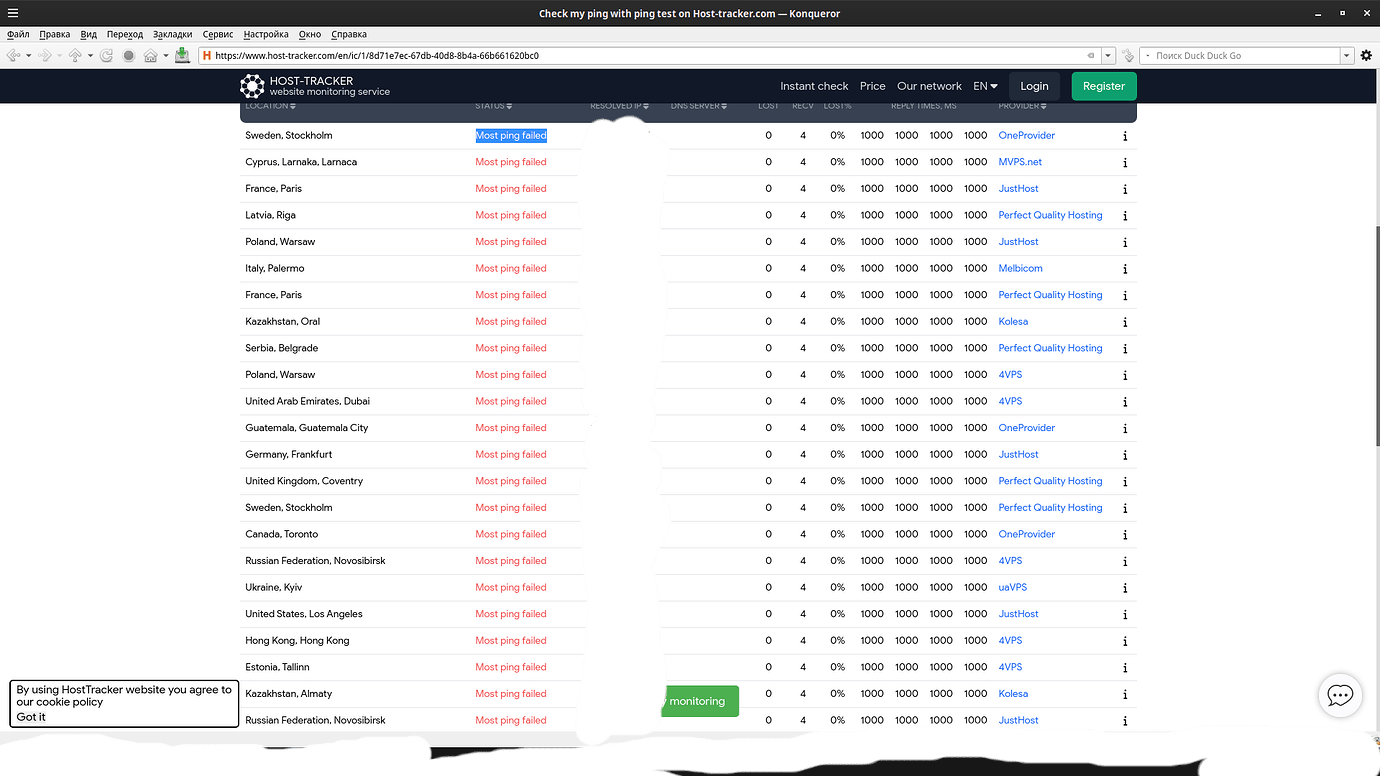 Check my ping with ping test on Host-tracker.com — Konqueror
Файл Правка Вид Переход Закладки Сервис Настройка Окно Справка
https://www.host-tracker.com/en/ic/1/8d71e7ec-67db-40d8-8b4a-66b661620bc0 Поиск Duck Duck Go
HOST-TRACKER
website monitoring service
Instant check Price Our network EN Login Register
LOCATION STATUS RESOLVED IP DNS SERVER LOST RECV LOST% REPLY TIMES, MS PROVIDER
Sweden, Stockholm Most ping failed 0 4 0% 1000 1000 1000 1000 OneProvider i
Cyprus, Larnaka, Larnaca Most ping failed 0 4 0% 1000 1000 1000 1000 MVPS.net i
France, Paris Most ping failed 0 4 0% 1000 1000 1000 1000 JustHost i
Latvia, Riga Most ping failed 0 4 0% 1000 1000 1000 1000 Perfect Quality Hosting i
Poland, Warsaw Most ping failed 0 4 0% 1000 1000 1000 1000 JustHost i
Italy, Palermo Most ping failed 0 4 0% 1000 1000 1000 1000 Melbicom i
France, Paris Most ping failed 0 4 0% 1000 1000 1000 1000 Perfect Quality Hosting i
Kazakhstan, Oral Most ping failed 0 4 0% 1000 1000 1000 1000 Kolesa i
Serbia, Belgrade Most ping failed 0 4 0% 1000 1000 1000 1000 Perfect Quality Hosting i
Poland, Warsaw Most ping failed 0 4 0% 1000 1000 1000 1000 4VPS i
United Arab Emirates, Dubai Most ping failed 0 4 0% 1000 1000 1000 1000 4VPS i
Guatemala, Guatemala City Most ping failed 0 4 0% 1000 1000 1000 1000 OneProvider i
Germany, Frankfurt Most ping failed 0 4 0% 1000 1000 1000 1000 JustHost i
United Kingdom, Coventry Most ping failed 0 4 0% 1000 1000 1000 1000 Perfect Quality Hosting i
Sweden, Stockholm Most ping failed 0 4 0% 1000 1000 1000 1000 Perfect Quality Hosting i
Canada, Toronto Most ping failed 0 4 0% 1000 1000 1000 1000 OneProvider i
Russian Federation, Novosibirsk Most ping failed 0 4 0% 1000 1000 1000 1000 4VPS i
Ukraine, Kyiv Most ping failed 0 4 0% 1000 1000 1000 1000 uaVPS i
United States, Los Angeles Most ping failed 0 4 0% 1000 1000 1000 1000 JustHost i
Hong Kong, Hong Kong Most ping failed 0 4 0% 1000 1000 1000 1000 4VPS i
Estonia, Tallinn Most ping failed 0 4 0% 1000 1000 1000 1000 4VPS i
Kazakhstan, Almaty Most ping failed 0 4 0% 1000 1000 1000 1000 Kolesa i
Russian Federation, Novosibirsk Most ping failed 0 4 0% 1000 1000 1000 1000 JustHost i
monitoring
By using HostTracker website you agree to
our cookie policy
Got it